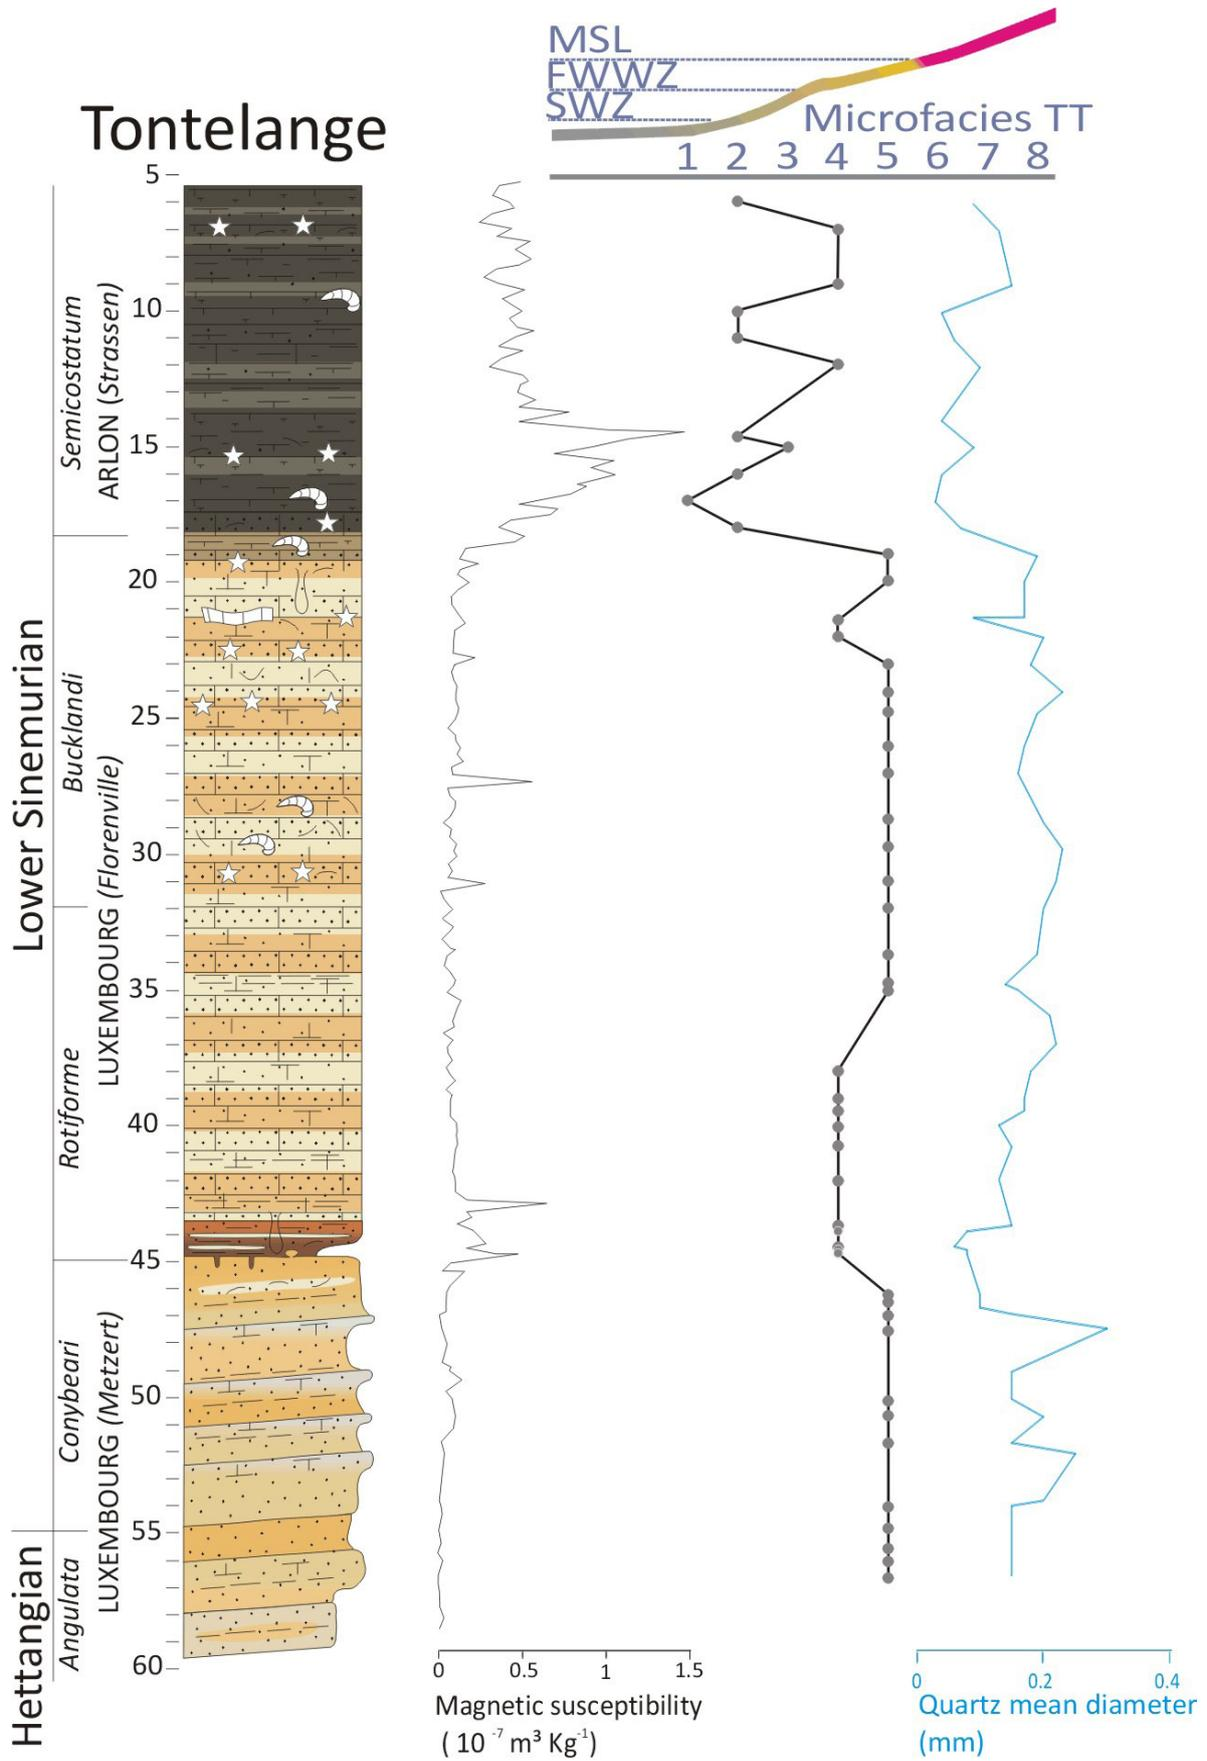 MSL
FWWZ
SWZ
Tontelange
Microfacies TT
1 2 3 4 5 6 7 8
5
10
15
20
25
30
35
40
45
50
55
60
Lower Sinemurian
Hettangian
Semicostatum
Bucklandi
Rotiforme
Conybeari
Angulata
ARLON (Strassen)
LUXEMBOURG (Florenville)
LUXEMBOURG (Metzert)
0 0.5 1 1.5
Magnetic susceptibility
( 10 -7 m³ Kg-1)
0 0.2 0.4
Quartz mean diameter
(mm)